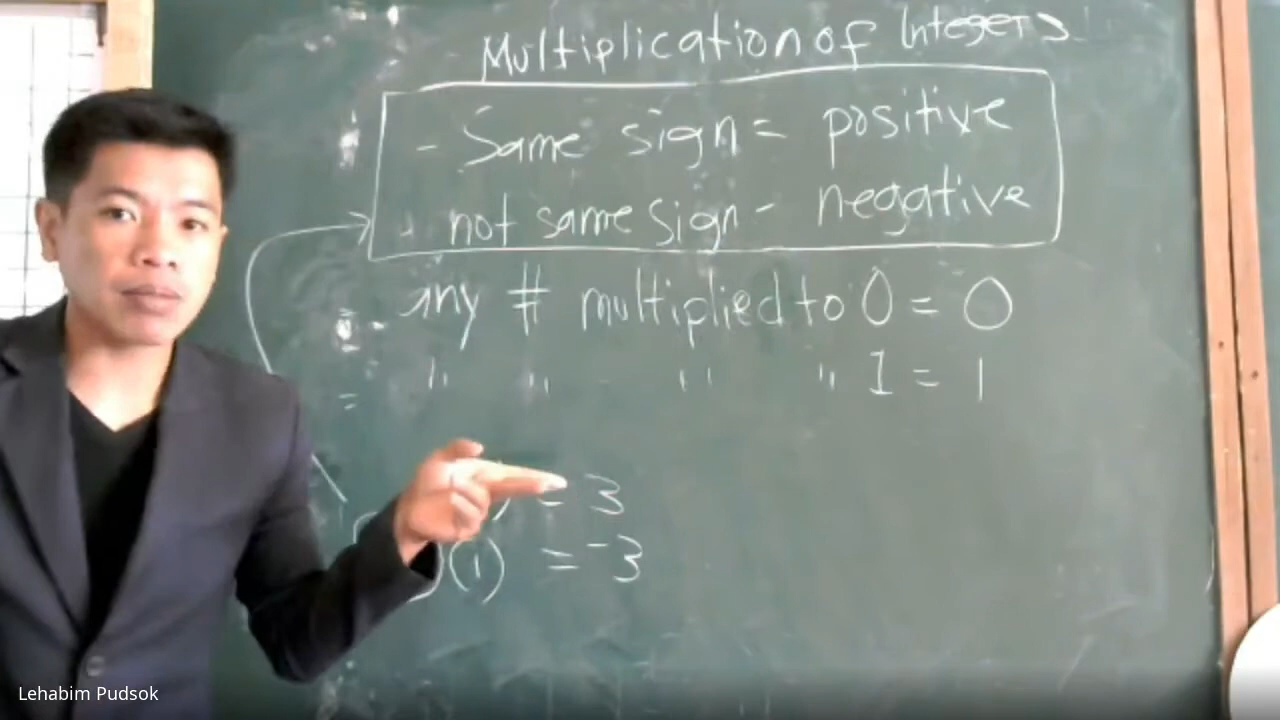 Multiplication of Integers
- Same sign = positive
- not same sign - negative
any # multiplied to 0 = 0
" " " " 1 = 1
=
) = 3
)(1) = -3
Lehabim Pudsok